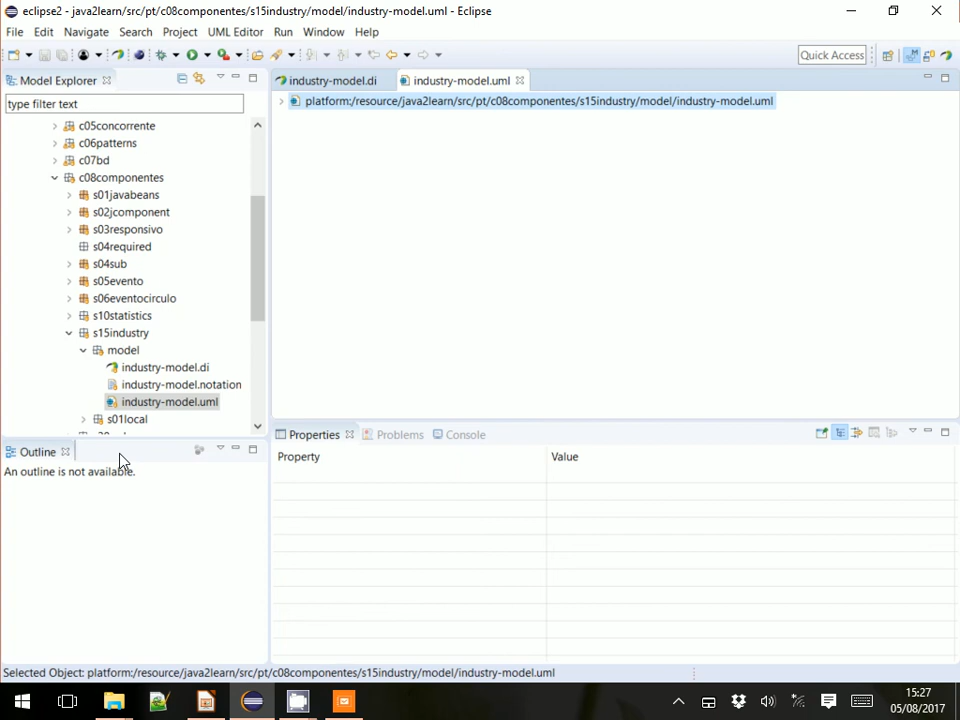 eclipse2 - java2learn/src/pt/c08componentes/s15industry/model/industry-model.uml - Eclipse
File Edit Navigate Search Project UML Editor Run Window Help
Quick Access
Model Explorer
industry-model.di
industry-model.uml
type filter text
platform:/resource/java2learn/src/pt/c08componentes/s15industry/model/industry-model.uml
c05concorrente
c06patterns
c07bd
c08componentes
s01javabeans
s02jcomponent
s03responsivo
s04required
s04sub
s05evento
s06eventocirculo
s10statistics
s15industry
model
industry-model.di
industry-model.notation
industry-model.uml
s01local
Properties
Problems
Console
Outline
Property Value
An outline is not available.
Selected Object: platform:/resource/java2learn/src/pt/c08componentes/s15industry/model/industry-model.uml
15:27
05/08/2017